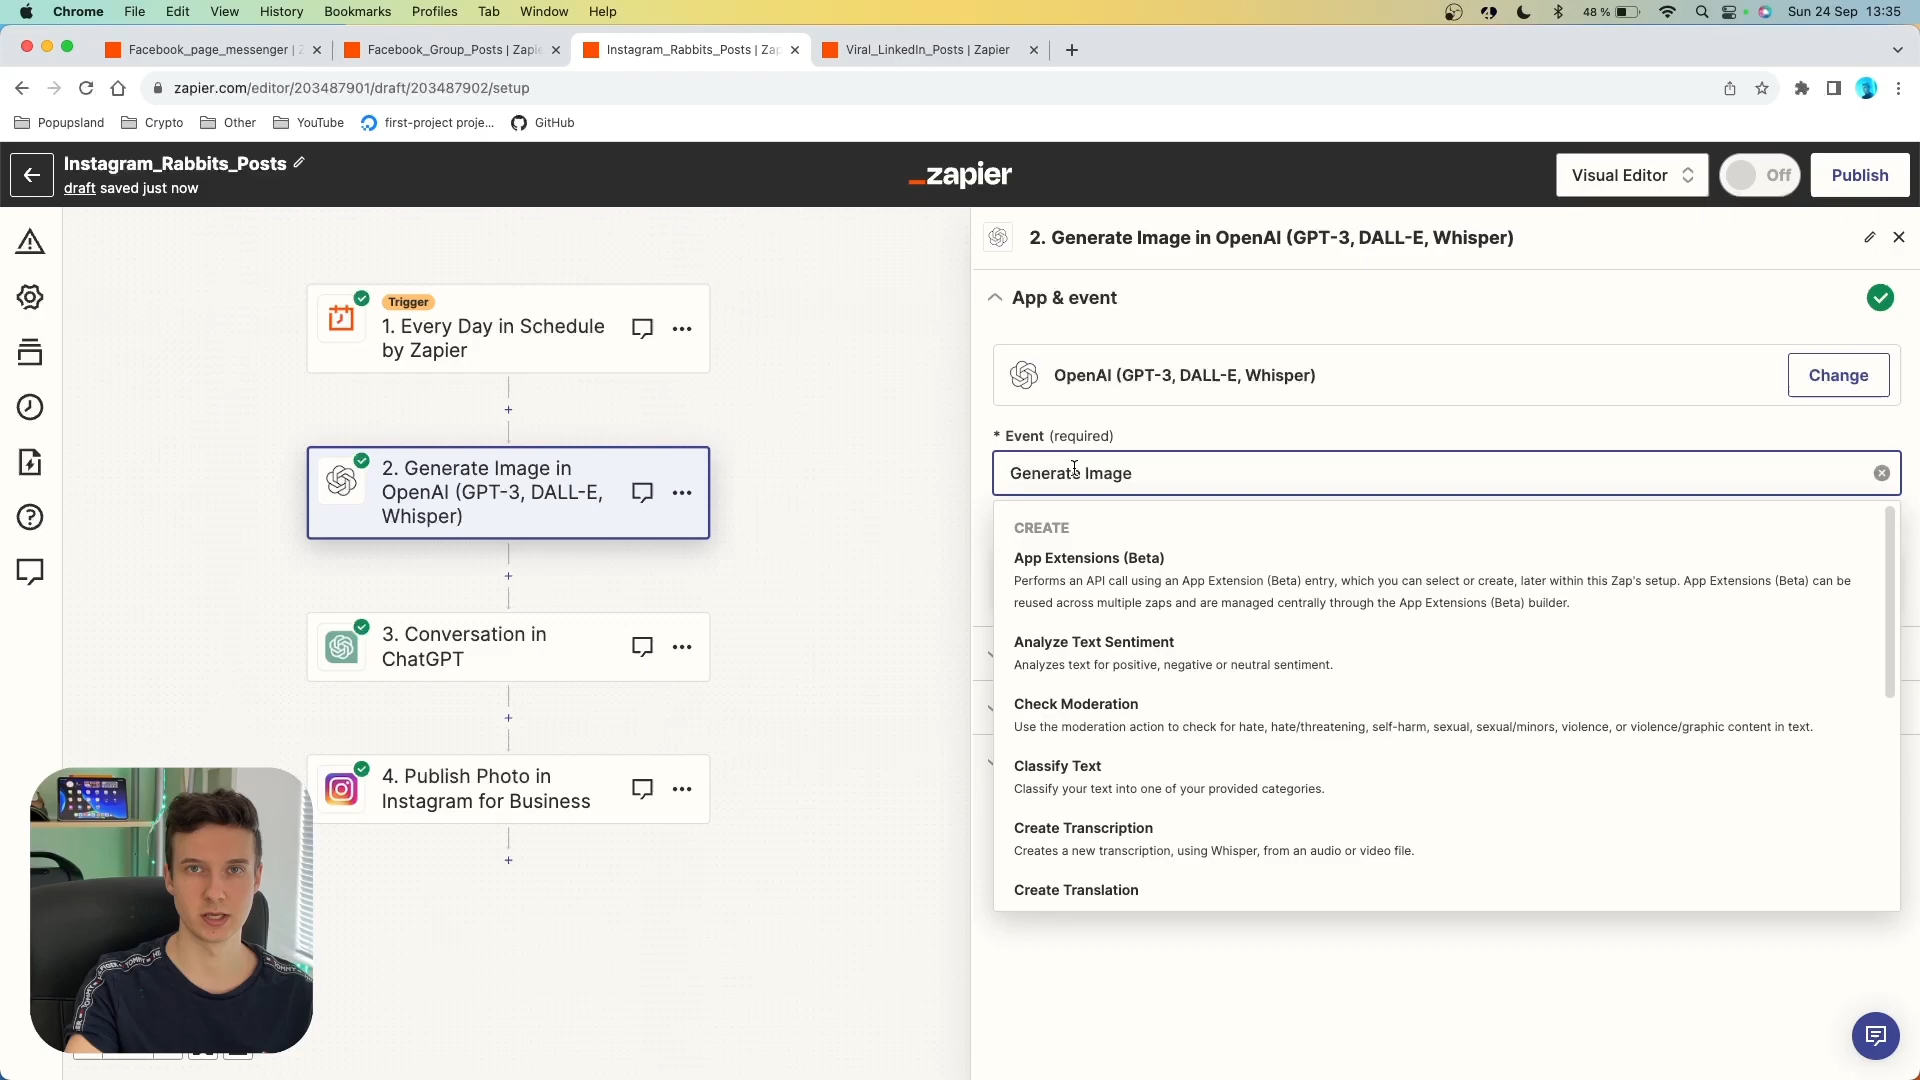 Chrome File Edit View History Bookmarks Profiles Tab Window Help 48 % Sun 24 Sep 13:35
Facebook_page_messenger | Z Facebook_Group_Posts | Zapie Instagram_Rabbits_Posts | Zap Viral_LinkedIn_Posts | Zapier
zapier.com/editor/203487901/draft/203487902/setup
Popupsland Crypto Other YouTube first-project proje... GitHub
Instagram_Rabbits_Posts
draft saved just now
_zapier
Visual Editor
Off
Publish
Trigger
1. Every Day in Schedule
by Zapier
2. Generate Image in
OpenAI (GPT-3, DALL-E,
Whisper)
3. Conversation in
ChatGPT
4. Publish Photo in
Instagram for Business
2. Generate Image in OpenAI (GPT-3, DALL-E, Whisper)
App & event
OpenAI (GPT-3, DALL-E, Whisper)
Change
* Event (required)
Generate Image
CREATE
App Extensions (Beta)
Performs an API call using an App Extension (Beta) entry, which you can select or create, later within this Zap's setup. App Extensions (Beta) can be
reused across multiple zaps and are managed centrally through the App Extensions (Beta) builder.
Analyze Text Sentiment
Analyzes text for positive, negative or neutral sentiment.
Check Moderation
Use the moderation action to check for hate, hate/threatening, self-harm, sexual, sexual/minors, violence, or violence/graphic content in text.
Classify Text
Classify your text into one of your provided categories.
Create Transcription
Creates a new transcription, using Whisper, from an audio or video file.
Create Translation